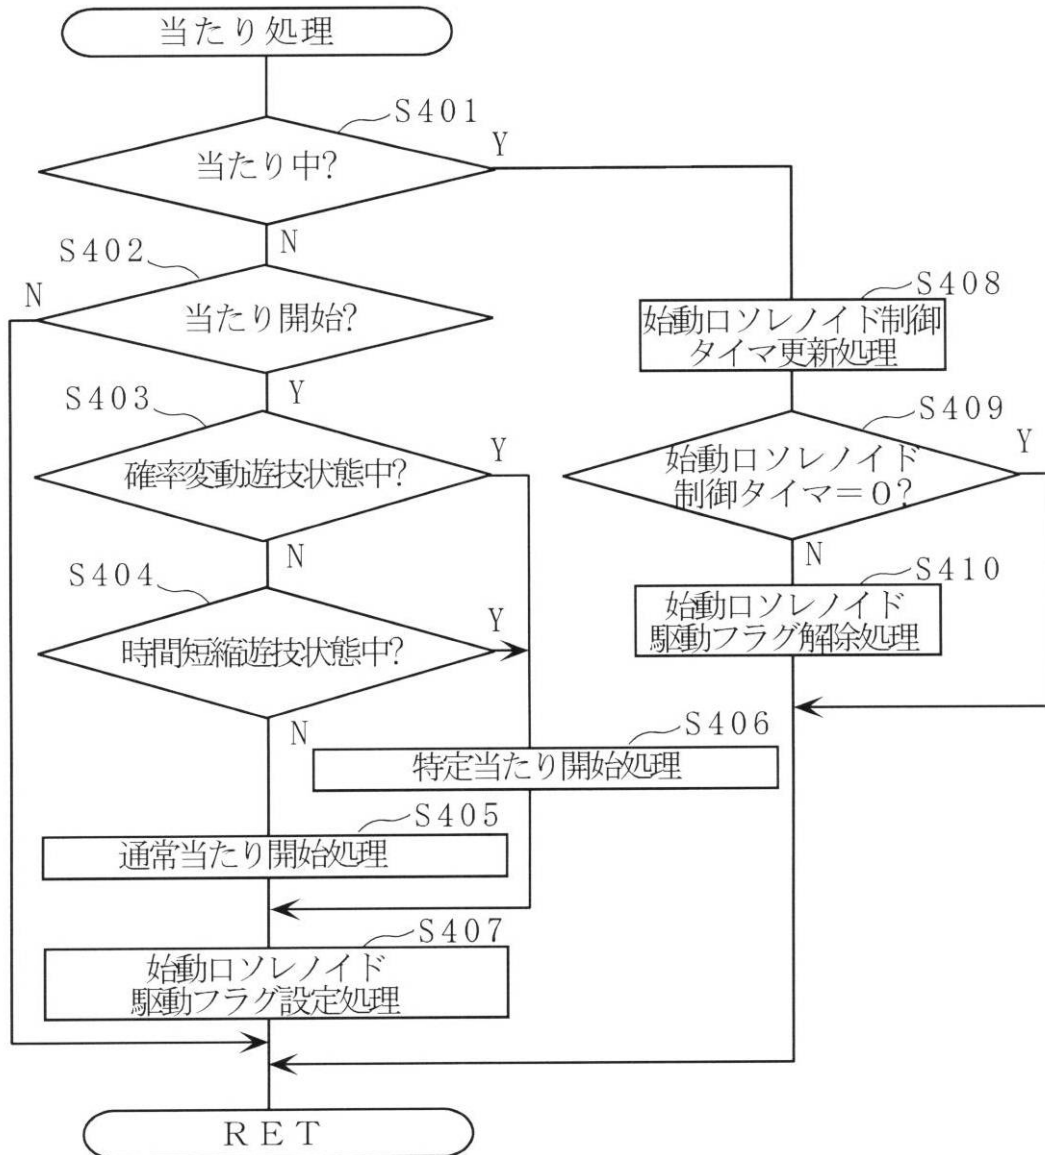 当たり処理
S401
Y
当たり中?
N
S402
N
当たり開始?
Y
S403
Y
確率変動遊技状態中?
N
S404
Y
時間短縮遊技状態中?
N
S406
特定当たり開始処理
S405
通常当たり開始処理
S407
始動口ソレノイド
駆動フラグ設定処理
S408
始動口ソレノイド制御
タイマ更新処理
S409
Y
始動口ソレノイド
制御タイマ=0?
N
S410
始動口ソレノイド
駆動フラグ解除処理
RET